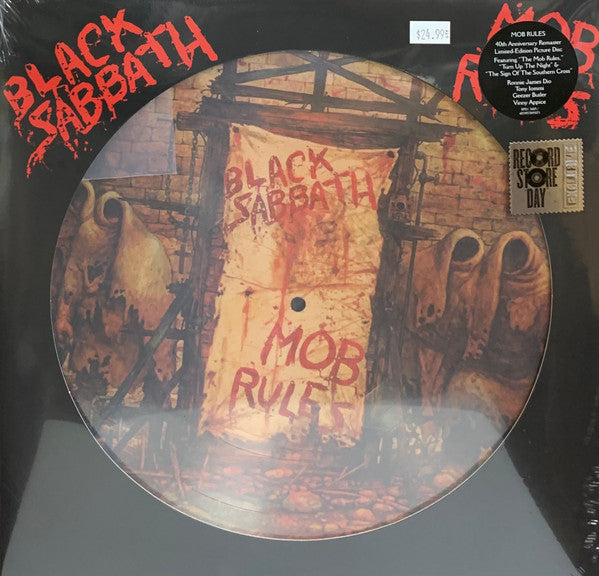 BLACK
SABBATH
$24.99
MOB
RULES
MOB RULES
40th Anniversary Remaster
Limited-Edition Picture Disc
Featuring "The Mob Rules,"
"Turn Up The Night" &
"The Sign Of The Southern Cross"
Ronnie James Dio
Tony Iommi
Geezer Butler
Vinny Appice
RECORD
STORE
DAY
EXCLUSIVE
BLACK
SABBATH
MOB
RULES